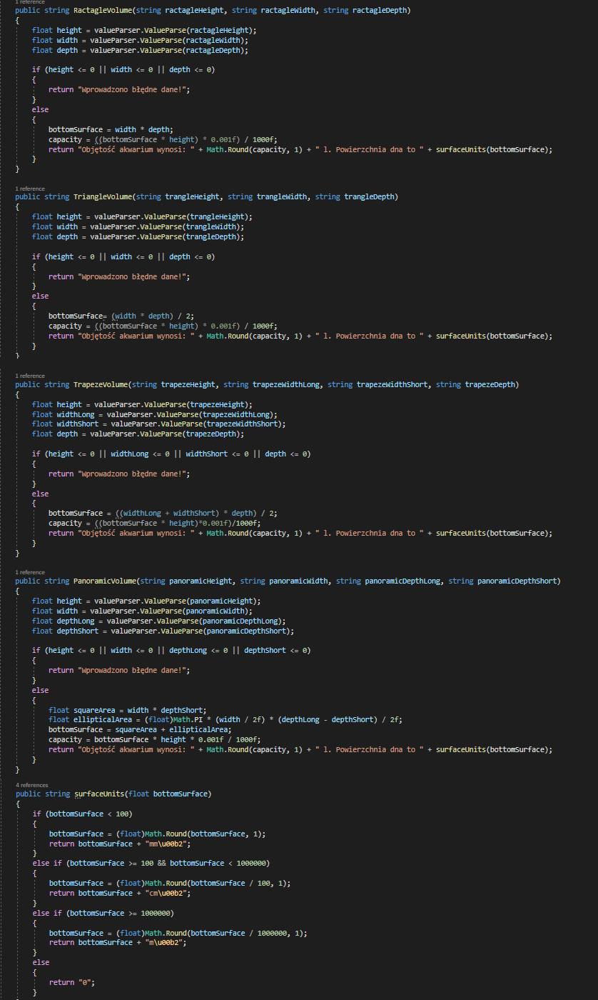 1 reference
public string RactagleVolume(string ractagleHeight, string ractagleWidth, string ractagleDepth)
{
float height = valueParser.ValueParse(ractagleHeight);
float width = valueParser.ValueParse(ractagleWidth);
float depth = valueParser.ValueParse(ractagleDepth);
if (height <= 0 || width <= 0 || depth <= 0)
{
return "Wprowadzono błędne dane!";
}
else
{
bottomSurface = width * depth;
capacity = ((bottomSurface * height) * 0.001f) / 1000f;
return "Objętość akwarium wynosi: " + Math.Round(capacity, 1) + " l. Powierzchnia dna to " + surfaceUnits(bottomSurface);
}
}
1 reference
public string TriangleVolume(string trangleHeight, string trangleWidth, string trangleDepth)
{
float height = valueParser.ValueParse(trangleHeight);
float width = valueParser.ValueParse(trangleWidth);
float depth = valueParser.ValueParse(trangleDepth);
if (height <= 0 || width <= 0 || depth <= 0)
{
return "Wprowadzono błędne dane!";
}
else
{
bottomSurface= (width * depth) / 2;
capacity = ((bottomSurface * height) * 0.001f) / 1000f;
return "Objętość akwarium wynosi: " + Math.Round(capacity, 1) + " l. Powierzchnia dna to " + surfaceUnits(bottomSurface);
}
}
1 reference
public string TrapezeVolume(string trapezeHeight, string trapezeWidthLong, string trapezeWidthShort, string trapezeDepth)
{
float height = valueParser.ValueParse(trapezeHeight);
float widthLong = valueParser.ValueParse(trapezeWidthLong);
float widthShort = valueParser.ValueParse(trapezeWidthShort);
float depth = valueParser.ValueParse(trapezeDepth);
if (height <= 0 || widthLong <= 0 || widthShort <= 0 || depth <= 0)
{
return "Wprowadzono błędne dane!";
}
else
{
bottomSurface = ((widthLong + widthShort) * depth) / 2;
capacity = ((bottomSurface * height)*0.001f)/1000f;
return "Objętość akwarium wynosi: " + Math.Round(capacity, 1) + " l. Powierzchnia dna to " + surfaceUnits(bottomSurface);
}
}
1 reference
public string PanoramicVolume(string panoramicHeight, string panoramicWidth, string panoramicDepthLong, string panoramicDepthShort)
{
float height = valueParser.ValueParse(panoramicHeight);
float width = valueParser.ValueParse(panoramicWidth);
float depthLong = valueParser.ValueParse(panoramicDepthLong);
float depthShort = valueParser.ValueParse(panoramicDepthShort);
if (height <= 0 || width <= 0 || depthLong <= 0 || depthShort <= 0)
{
return "Wprowadzono błędne dane!";
}
else
{
float squareArea = width * depthShort;
float ellipticalArea = (float)Math.PI * (width / 2f) * (depthLong - depthShort) / 2f;
bottomSurface = squareArea + ellipticalArea;
capacity = bottomSurface * height * 0.001f / 1000f;
return "Objętość akwarium wynosi: " + Math.Round(capacity, 1) + " l. Powierzchnia dna to " + surfaceUnits(bottomSurface);
}
}
4 references
public string surfaceUnits(float bottomSurface)
{
if (bottomSurface < 100)
{
bottomSurface = (float)Math.Round(bottomSurface, 1);
return bottomSurface + "mm\u00b2";
}
else if (bottomSurface >= 100 && bottomSurface < 1000000)
{
bottomSurface = (float)Math.Round(bottomSurface / 100, 1);
return bottomSurface + "cm\u00b2";
}
else if (bottomSurface >= 1000000)
{
bottomSurface = (float)Math.Round(bottomSurface / 1000000, 1);
return bottomSurface + "m\u00b2";
}
else
{
return "0";
}